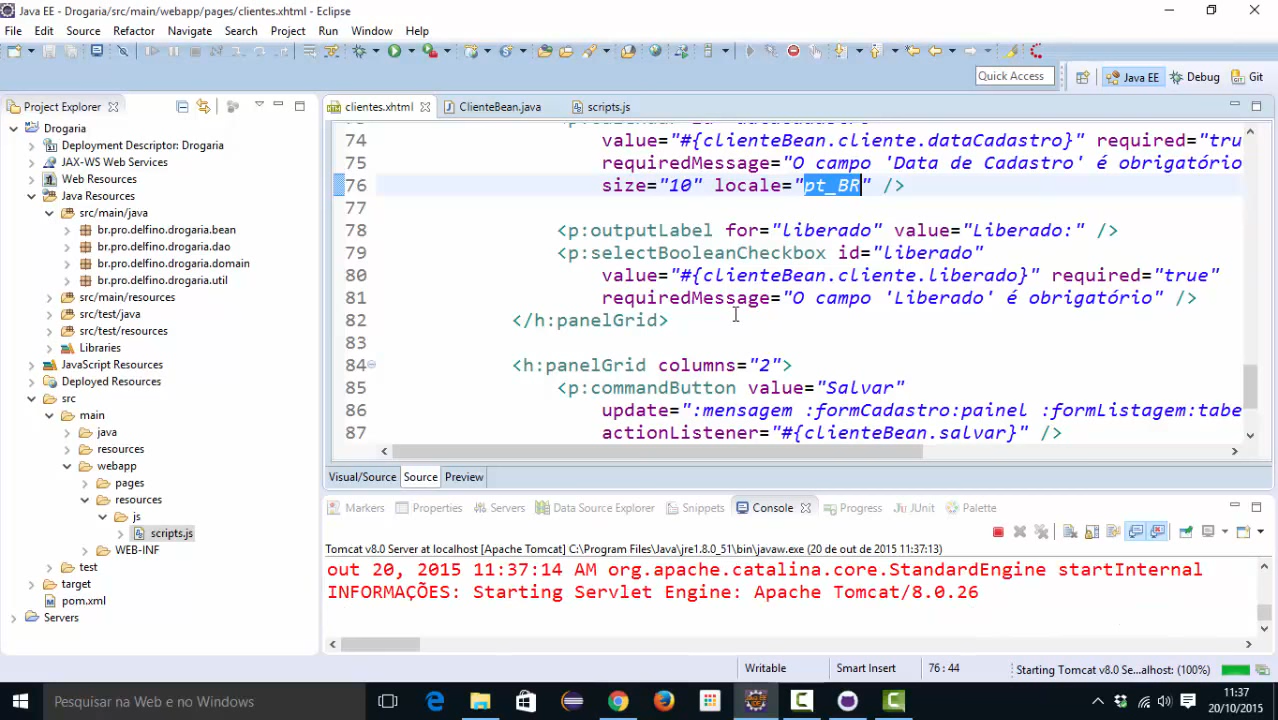 Java EE - Drogaria/src/main/webapp/pages/clientes.xhtml - Eclipse
File Edit Source Refactor Navigate Search Project Run Window Help
Quick Access
Java EE
Debug
Git
Project Explorer
clientes.xhtml
ClienteBean.java
scripts.js
Drogaria
Deployment Descriptor: Drogaria
JAX-WS Web Services
Web Resources
Java Resources
src/main/java
br.pro.delfino.drogaria.bean
br.pro.delfino.drogaria.dao
br.pro.delfino.drogaria.domain
br.pro.delfino.drogaria.util
src/main/resources
src/test/java
src/test/resources
Libraries
JavaScript Resources
Deployed Resources
src
main
java
resources
webapp
pages
resources
js
scripts.js
WEB-INF
test
target
pom.xml
Servers
74 value="#{clienteBean.cliente.dataCadastro}" required="tru
75 requiredMessage="O campo 'Data de Cadastro' é obrigatório
76 size="10" locale="pt_BR" />
77
78 <p:outputLabel for="liberado" value="Liberado:" />
79 <p:selectBooleanCheckbox id="liberado"
80 value="#{clienteBean.cliente.liberado}" required="true"
81 requiredMessage="O campo 'Liberado' é obrigatório" />
82 </h:panelGrid>
83
84 <h:panelGrid columns="2">
85 <p:commandButton value="Salvar"
86 update=":mensagem :formCadastro:painel :formListagem:tabe
87 actionListener="#{clienteBean.salvar}" />
Visual/Source Source Preview
Markers Properties Servers Data Source Explorer Snippets Console Progress JUnit Palette
Tomcat v8.0 Server at localhost [Apache Tomcat] C:\Program Files\Java\jre1.8.0_51\bin\javaw.exe (20 de out de 2015 11:37:13)
out 20, 2015 11:37:14 AM org.apache.catalina.core.StandardEngine startInternal
INFORMAÇÕES: Starting Servlet Engine: Apache Tomcat/8.0.26
Writable
Smart Insert
76 : 44
Starting Tomcat v8.0 Se...alhost: (100%)
Pesquisar na Web e no Windows
11:37
20/10/2015